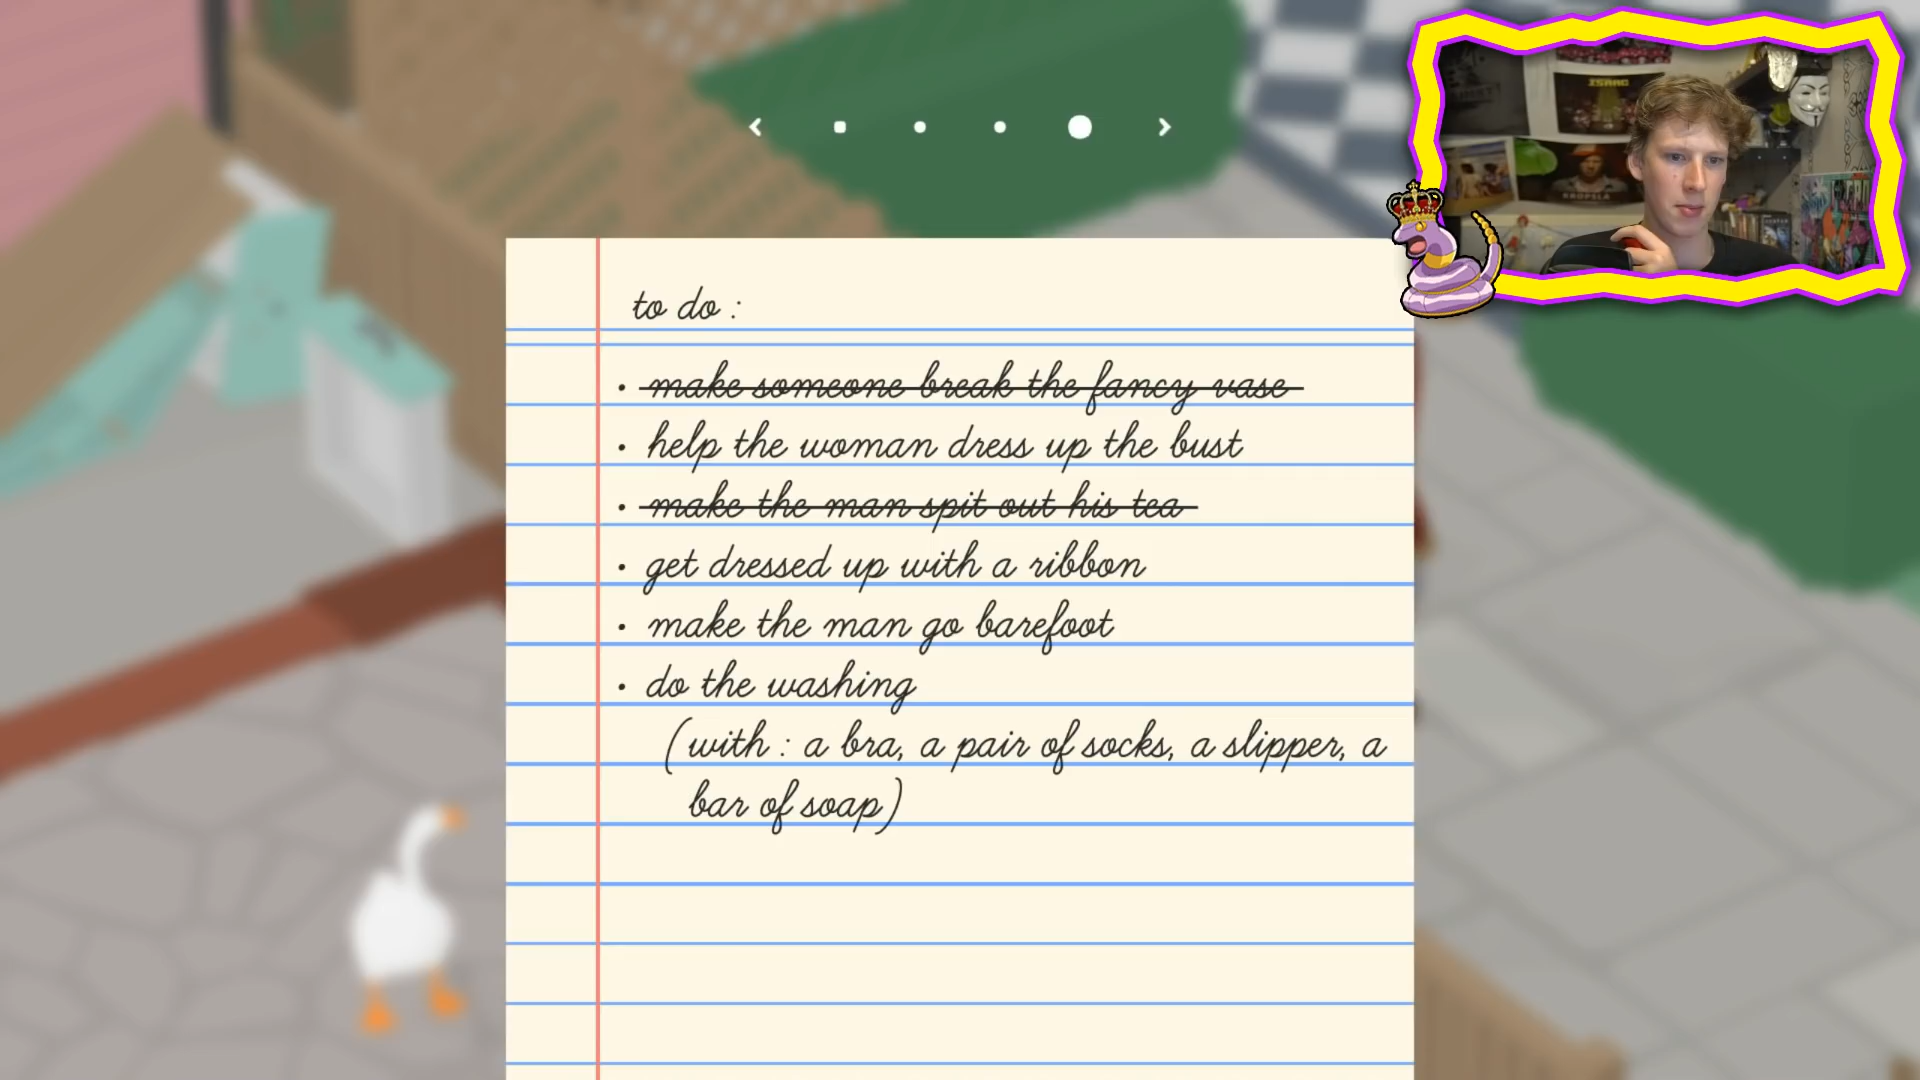 to do :
• make someone break the fancy vase
• help the woman dress up the bust
• make the man spit out his tea
• get dressed up with a ribbon
• make the man go barefoot
• do the washing
(with : a bra, a pair of socks, a slipper, a
bar of soap)
ISAAC